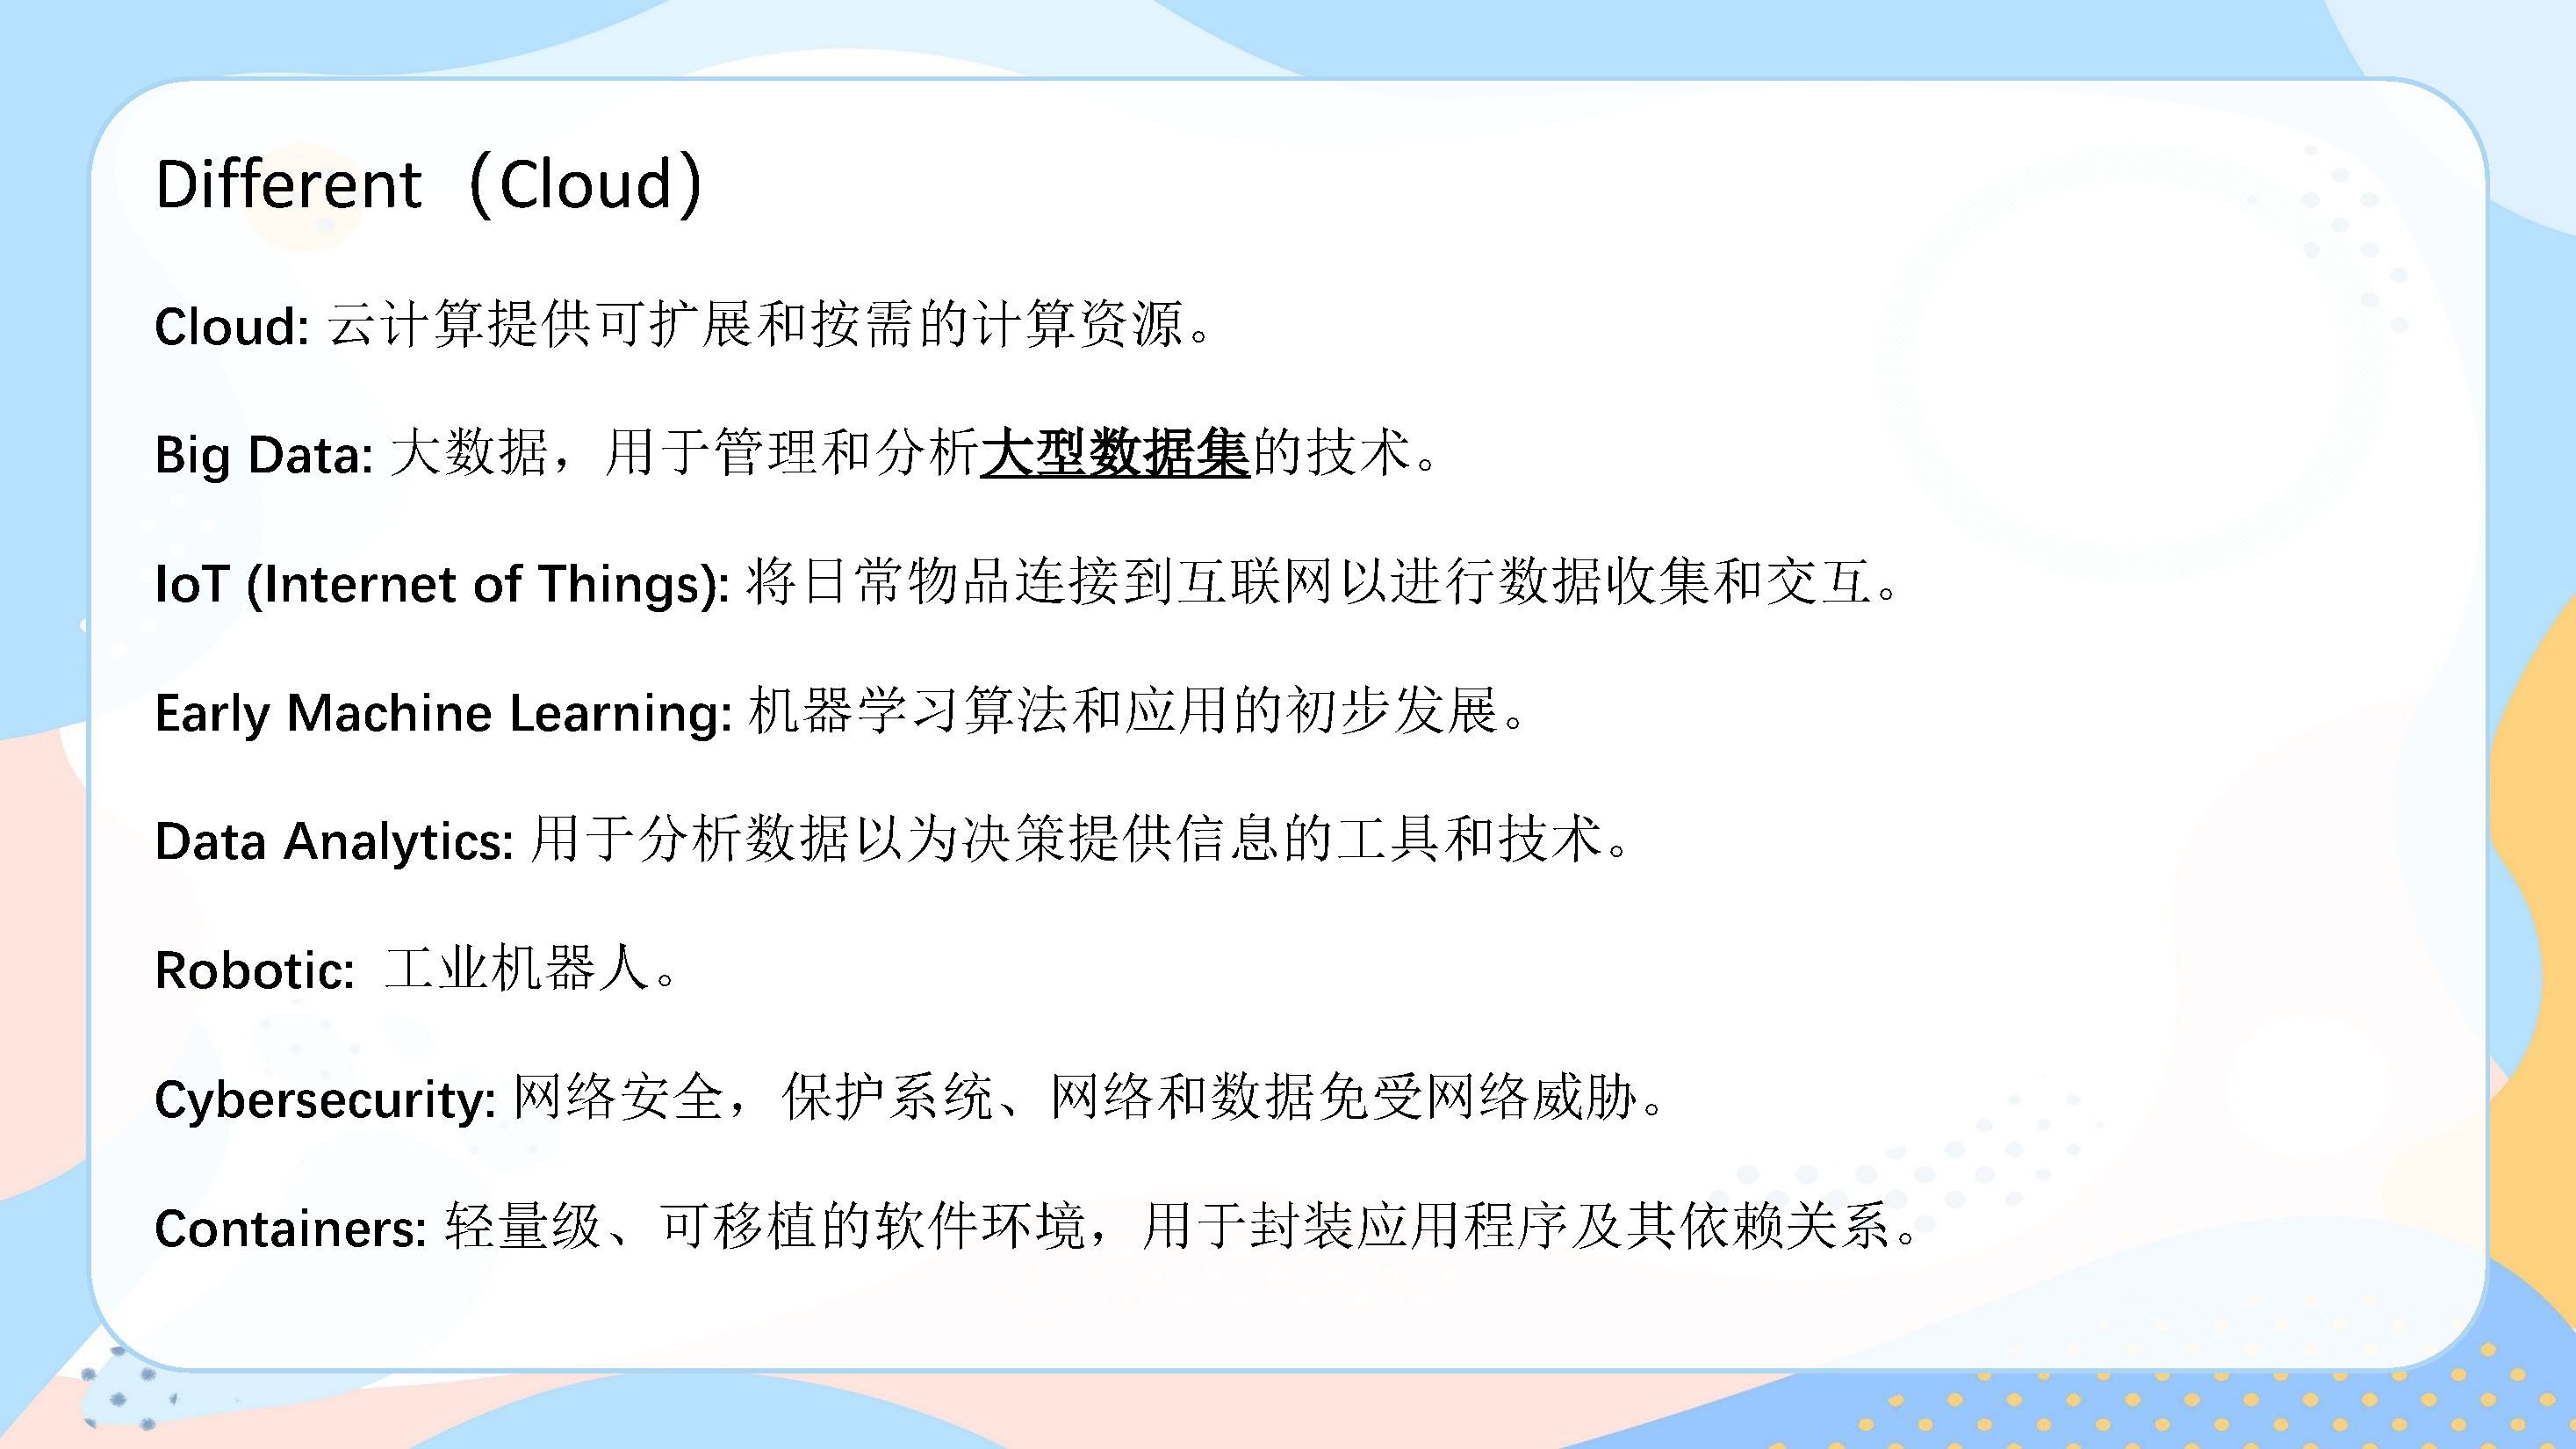 Different（Cloud）
Cloud: 云计算提供可扩展和按需的计算资源。
Big Data: 大数据，用于管理和分析大型数据集的技术。
IoT (Internet of Things): 将日常物品连接到互联网以进行数据收集和交互。
Early Machine Learning: 机器学习算法和应用的初步发展。
Data Analytics: 用于分析数据以为决策提供信息的工具和技术。
Robotic: 工业机器人。
Cybersecurity: 网络安全，保护系统、网络和数据免受网络威胁。
Containers: 轻量级、可移植的软件环境，用于封装应用程序及其依赖关系。